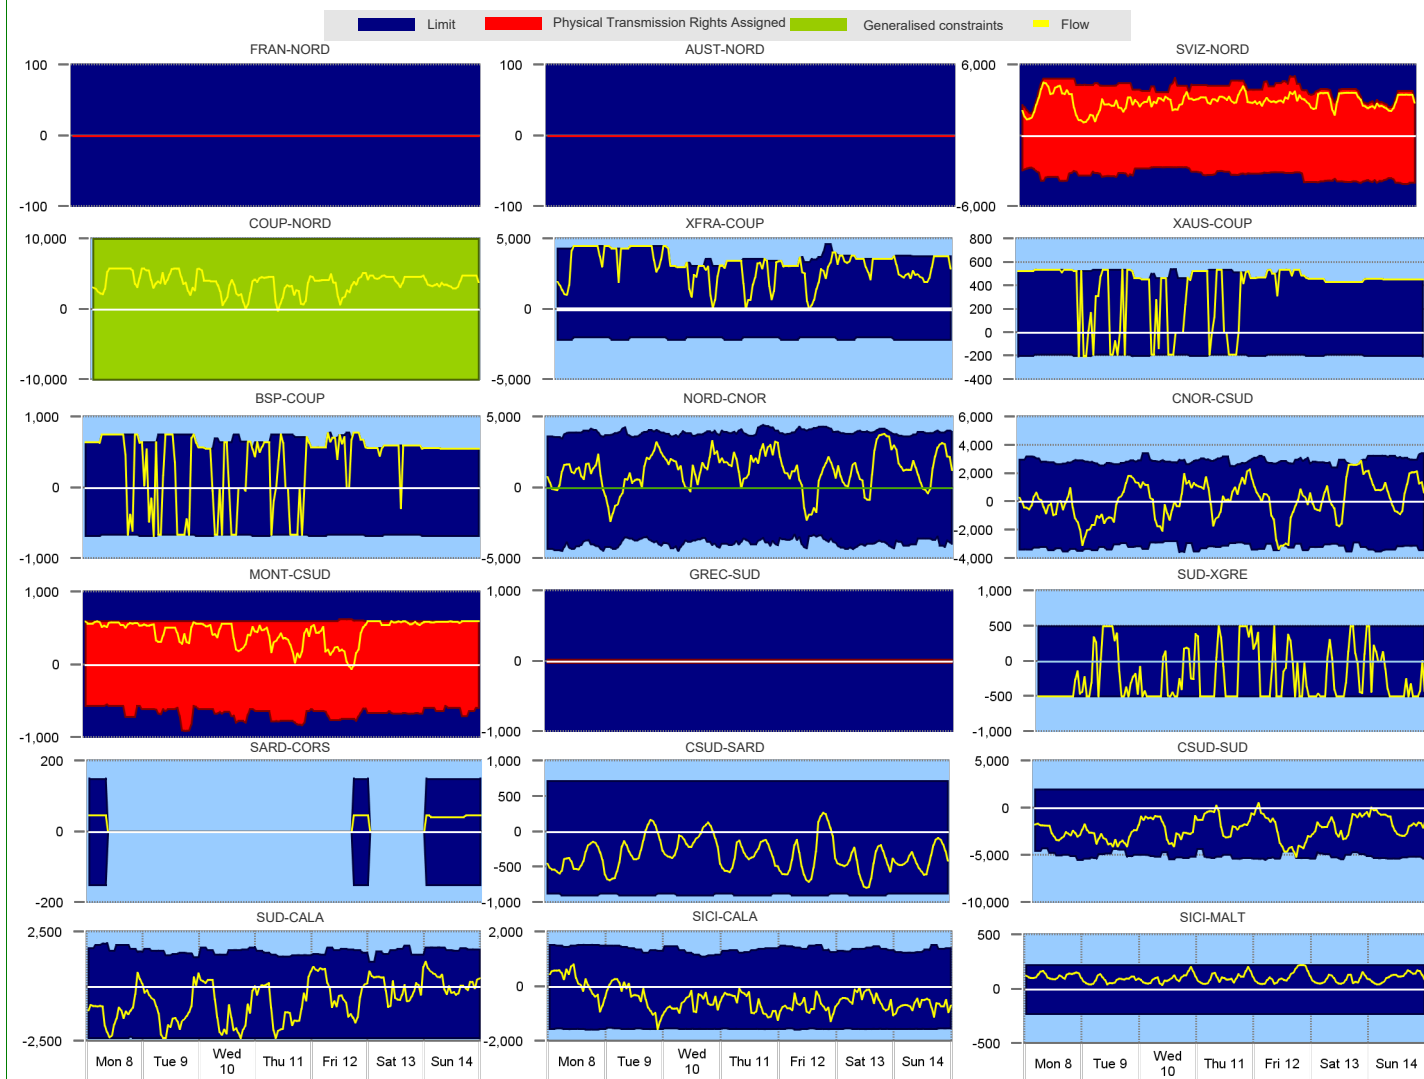 Limit Physical Transmission Rights Assigned Generalised constraints Flow
FRAN-NORD AUST-NORD SVIZ-NORD
100 100 6,000
0 0
-100 -100 -6,000
COUP-NORD XFRA-COUP XAUS-COUP
10,000 5,000 800
600
400
0 0 200
0
-200
-10,000 -5,000 -400
BSP-COUP NORD-CNOR CNOR-CSUD
1,000 5,000 6,000
4,000
2,000
0 0 0
-2,000
-1,000 -5,000 -4,000
MONT-CSUD GREC-SUD SUD-XGRE
1,000 1,000 1,000
500
0 0 0
-500
-1,000 -1,000 -1,000
SARD-CORS CSUD-SARD CSUD-SUD
200 1,000 5,000
500
0 0 0
-500 -5,000
-200 -1,000 -10,000
SUD-CALA SICI-CALA SICI-MALT
2,500 2,000 500
0 0 0
-2,500 -2,000 -500
Mon 8 Tue 9 Wed 10 Thu 11 Fri 12 Sat 13 Sun 14 Mon 8 Tue 9 Wed 10 Thu 11 Fri 12 Sat 13 Sun 14 Mon 8 Tue 9 Wed 10 Thu 11 Fri 12 Sat 13 Sun 14